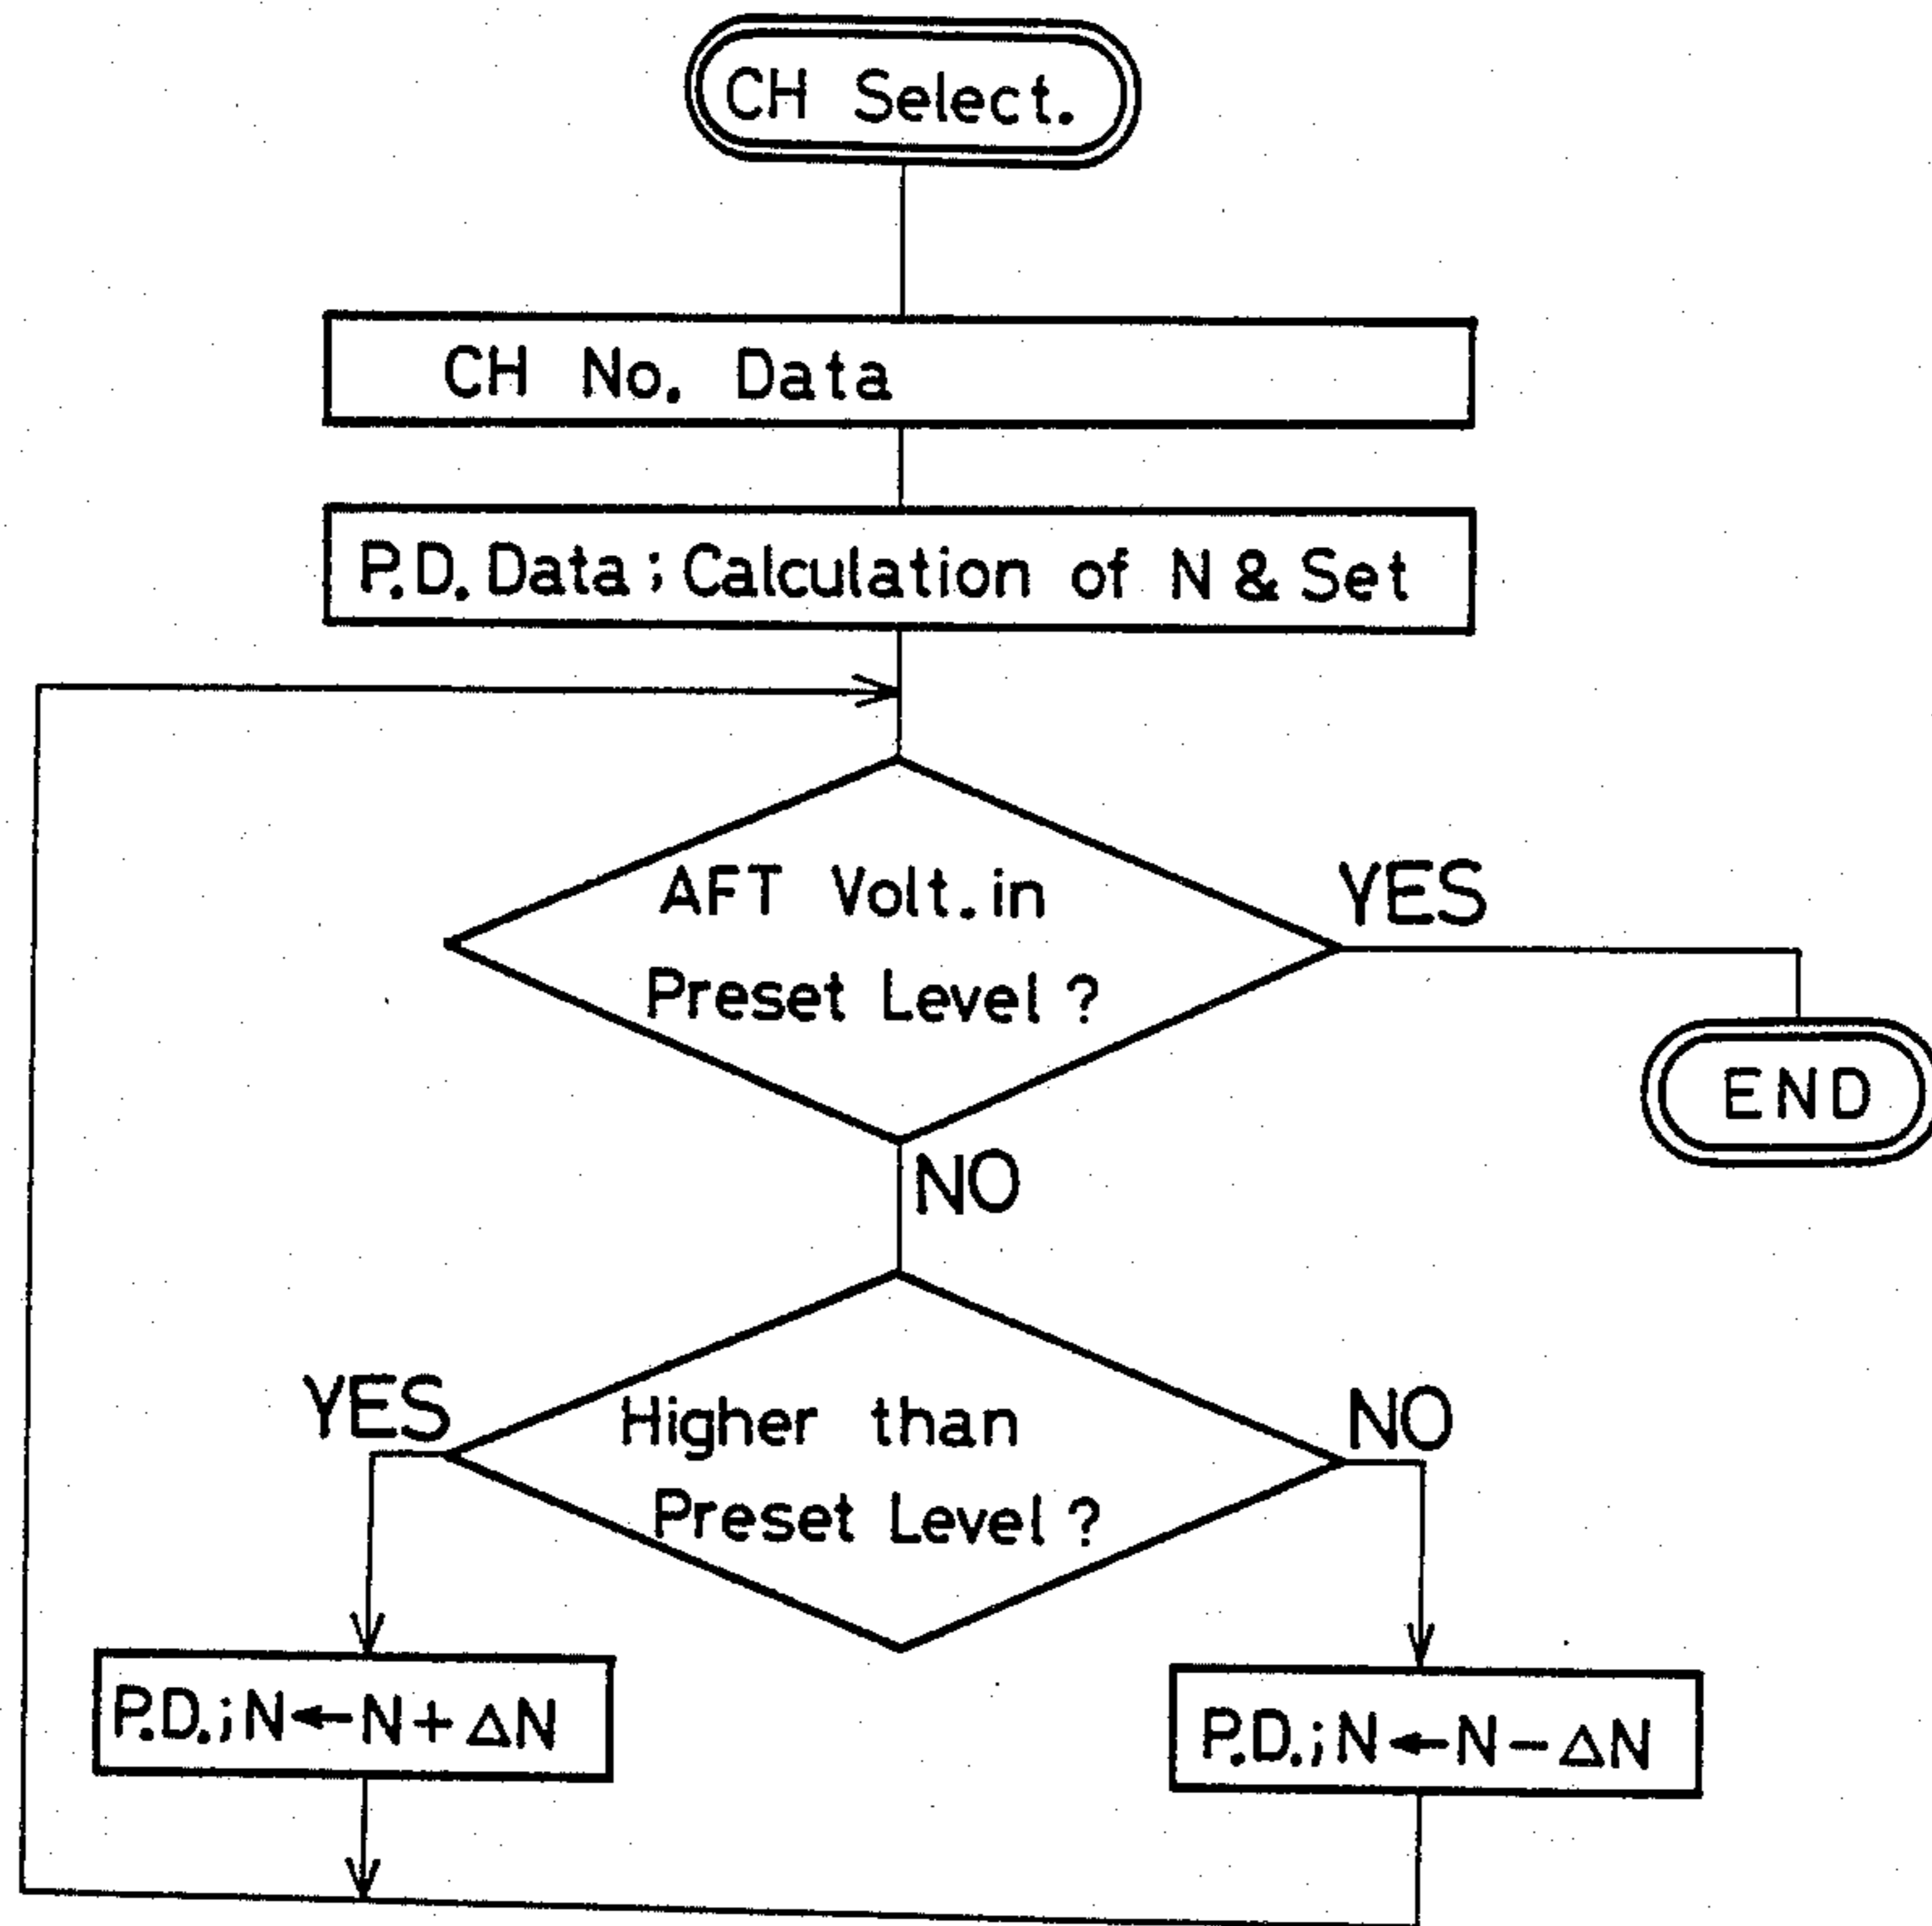 CH Select.
CH No. Data
P.D. Data ; Calculation of N & Set
AFT Volt. in
Preset Level ?
YES
END
NO
Higher than
Preset Level ?
YES
NO
P.D.;N←N+ΔN
P.D.;N←N−ΔN